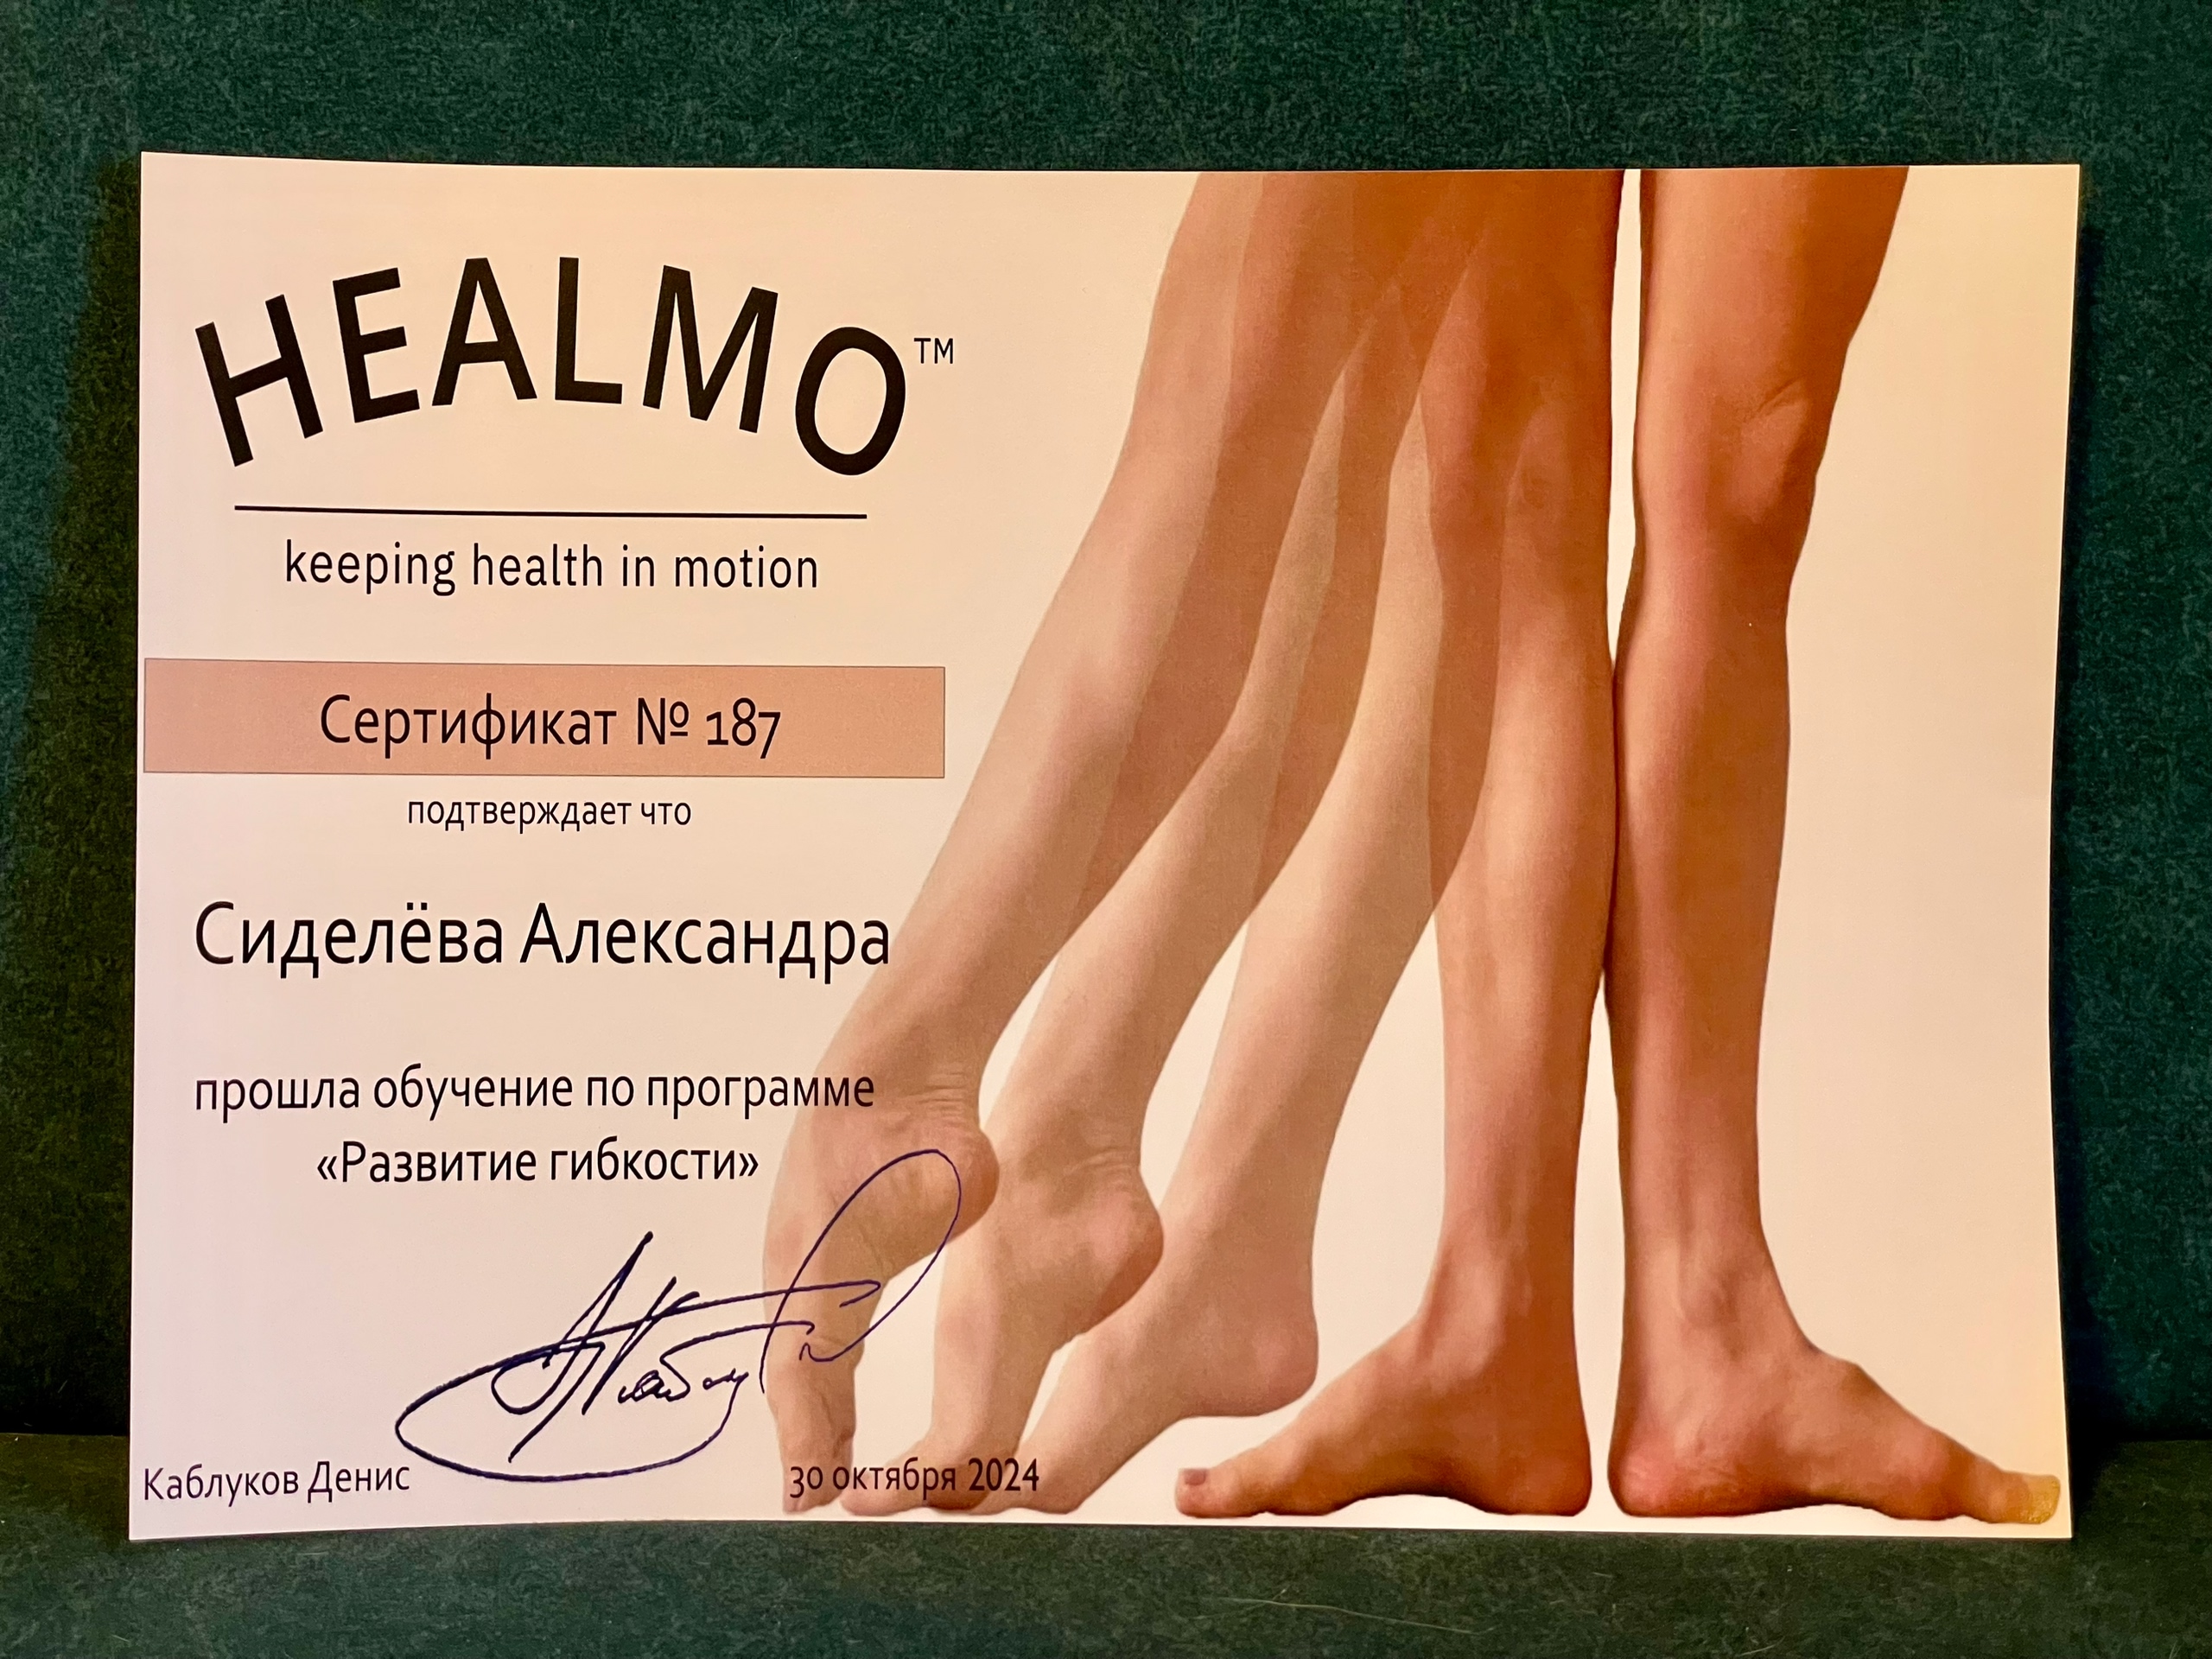 HEALMO™
keeping health in motion
Сертификат № 187
подтверждает что
Сиделёва Александра
прошла обучение по программе
«Развитие гибкости»
Каблуков Денис
30 октября 2024